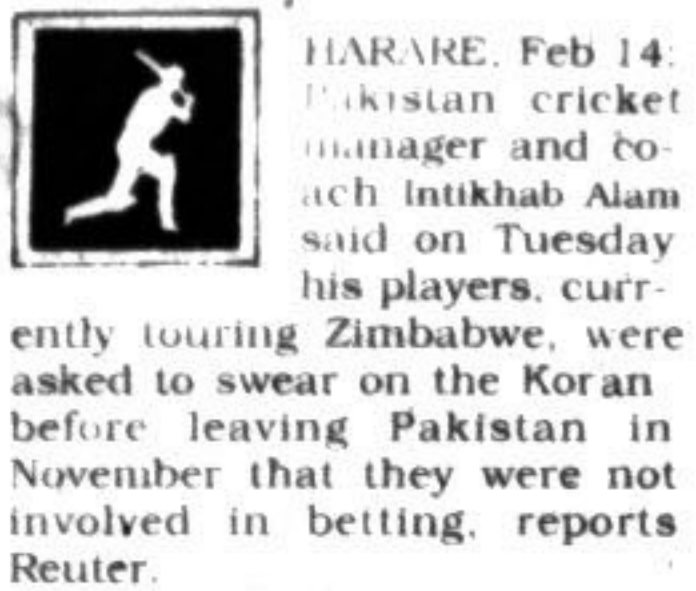 HARARE, Feb 14:
Pakistan cricket
manager and co-
ach Intikhab Alam
said on Tuesday
his players, curr-
ently touring Zimbabwe, were
asked to swear on the Koran
before leaving Pakistan in
November that they were not
involved in betting, reports
Reuter.